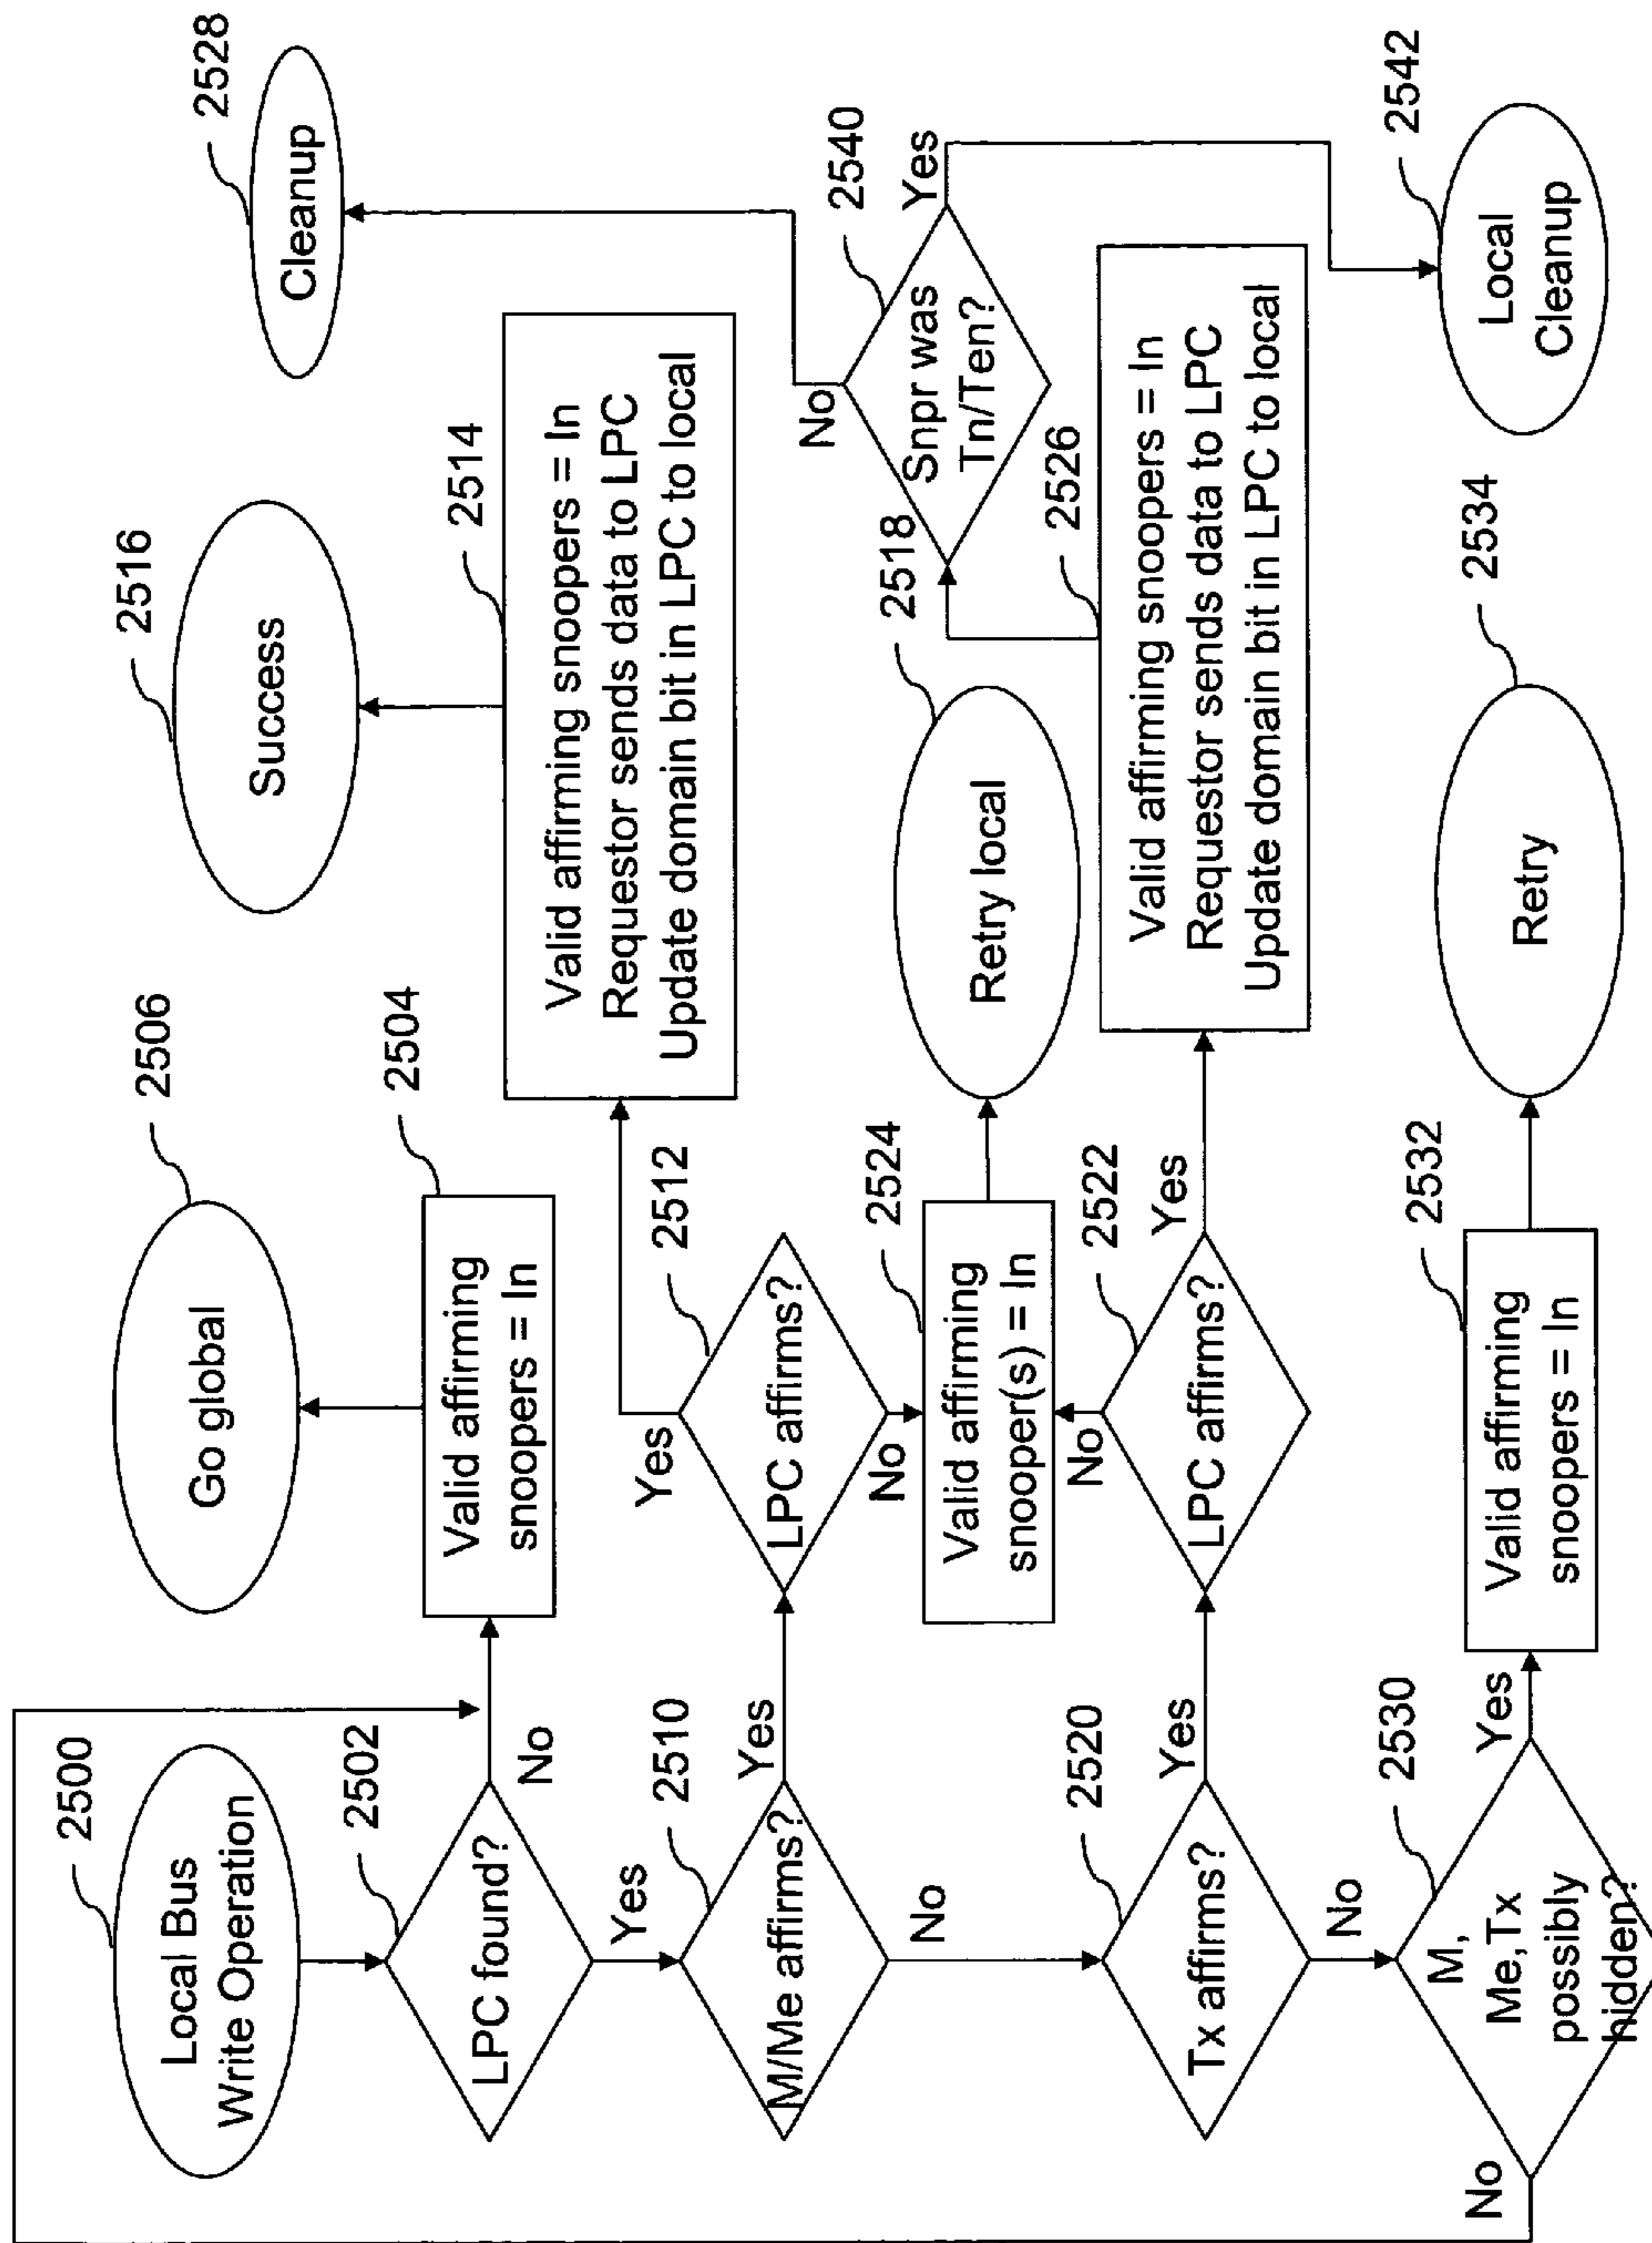 2500
Local Bus
Write Operation
2502
LPC found?
No
Yes
2504
Valid affirming
snoopers = In
2506
Go global
2510
M/Me affirms?
Yes
No
2512
LPC affirms?
Yes
No
2514
Valid affirming snoopers = In
Requestor sends data to LPC
Update domain bit in LPC to local
2516
Success
2520
Tx affirms?
Yes
No
2522
LPC affirms?
Yes
No
2524
Valid affirming
snooper(s) = In
2518
Retry local
2526
Valid affirming snoopers = In
Requestor sends data to LPC
Update domain bit in LPC to local
2518
2540
Snpr was
Tn/Ten?
No
Yes
2528
Cleanup
2542
Local
Cleanup
2530
M,
Me,Tx
possibly
hidden?
Yes
No
2532
Valid affirming
snoopers = In
2534
Retry